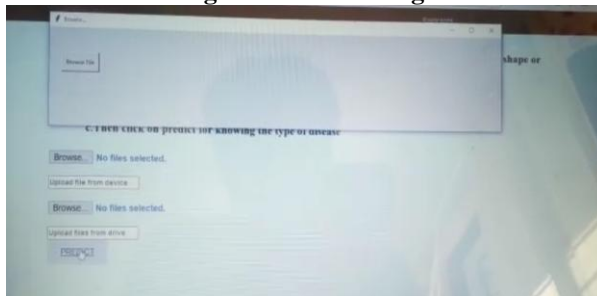 Browse File
shape or
c.Then click on predict for knowing the type of disease
Browse... No files selected.
Upload file from device
Browse... No files selected.
Upload files from drive